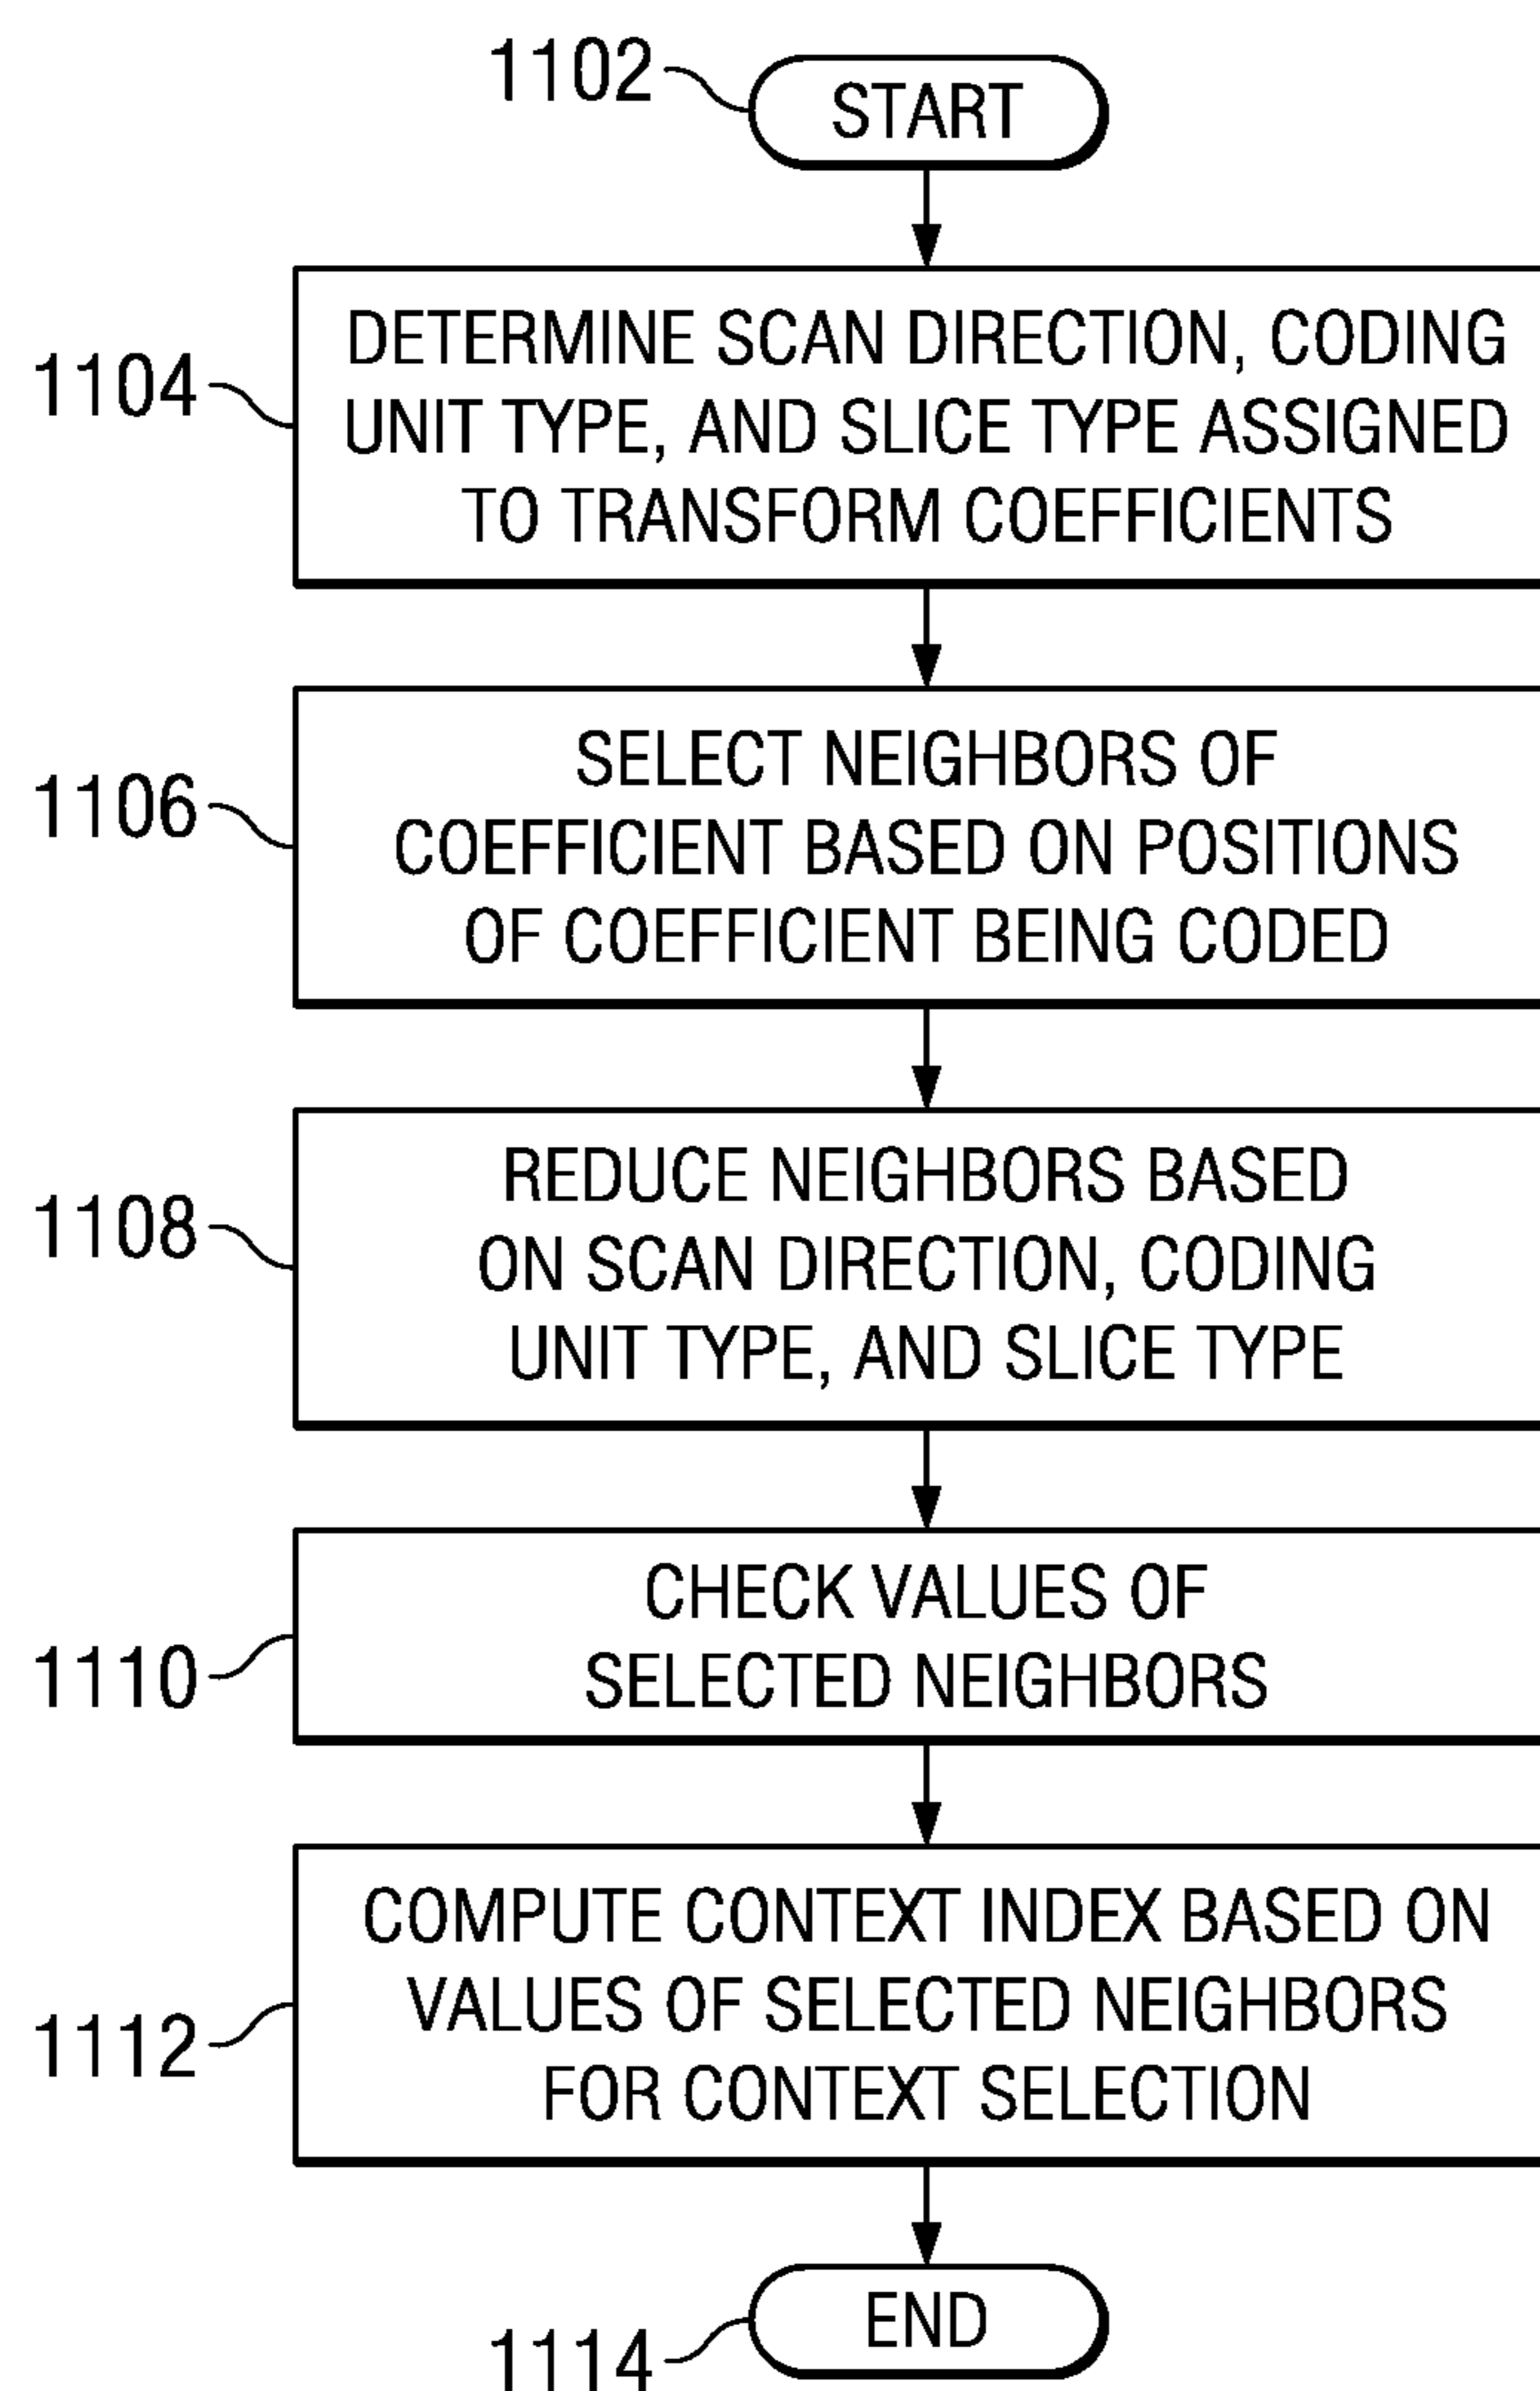 1102
START
1104
DETERMINE SCAN DIRECTION, CODING
UNIT TYPE, AND SLICE TYPE ASSIGNED
TO TRANSFORM COEFFICIENTS
1106
SELECT NEIGHBORS OF
COEFFICIENT BASED ON POSITIONS
OF COEFFICIENT BEING CODED
1108
REDUCE NEIGHBORS BASED
ON SCAN DIRECTION, CODING
UNIT TYPE, AND SLICE TYPE
1110
CHECK VALUES OF
SELECTED NEIGHBORS
1112
COMPUTE CONTEXT INDEX BASED ON
VALUES OF SELECTED NEIGHBORS
FOR CONTEXT SELECTION
1114
END